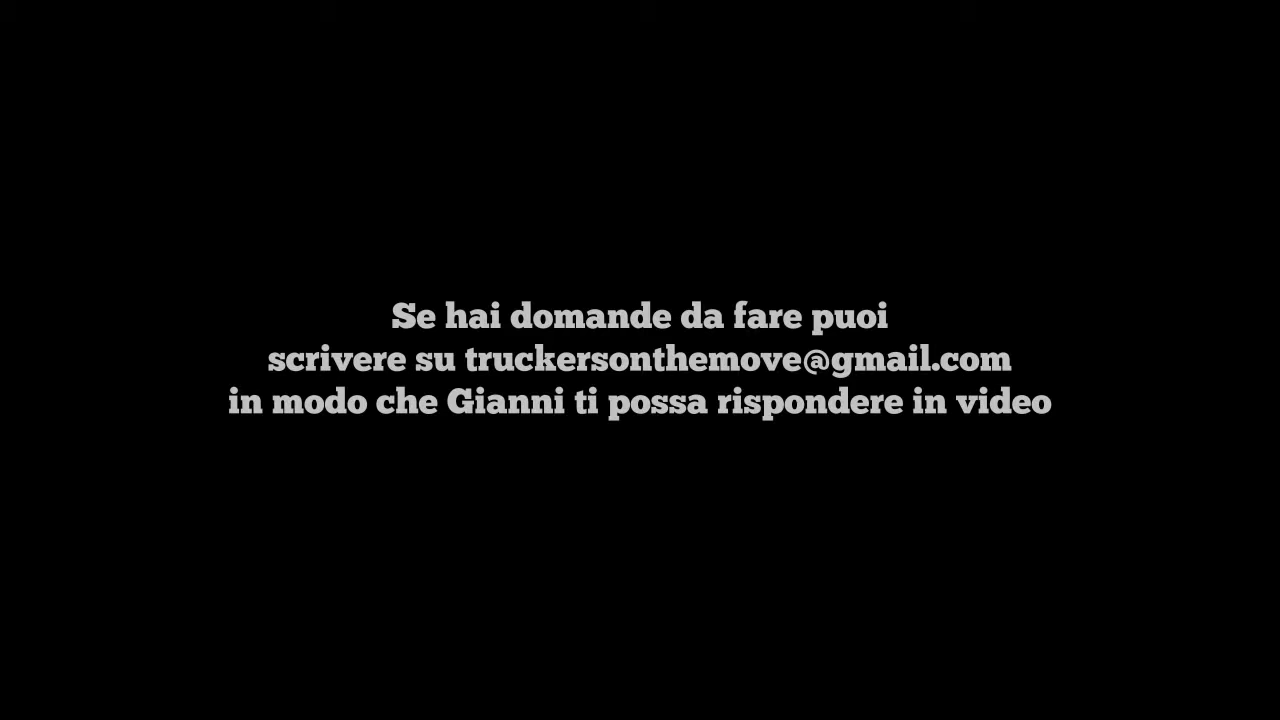 Se hai domande da fare puoi
scrivere su truckersonthemove@gmail.com
in modo che Gianni ti possa rispondere in video